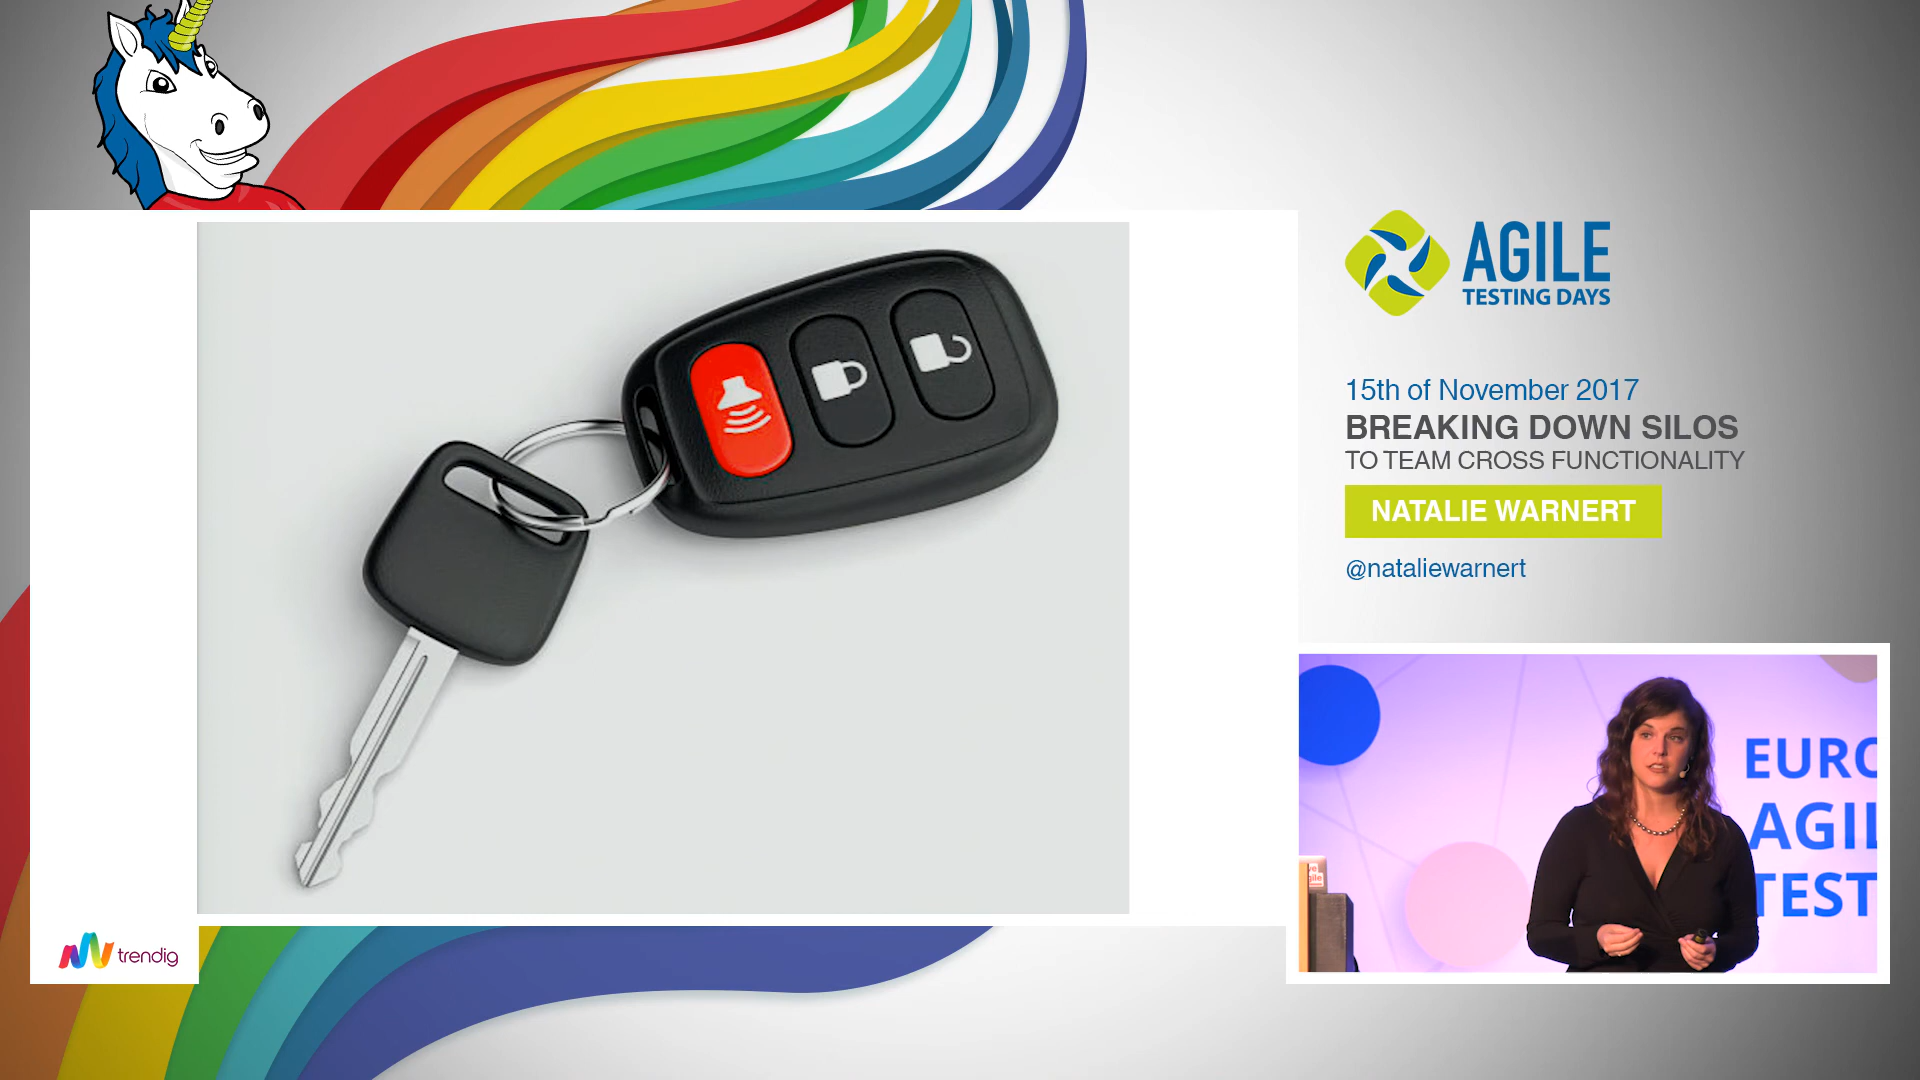 AGILE
TESTING DAYS
15th of November 2017
BREAKING DOWN SILOS
TO TEAM CROSS FUNCTIONALITY
NATALIE WARNERT
@nataliewarnert
EURO
AGIL
TEST
trendig